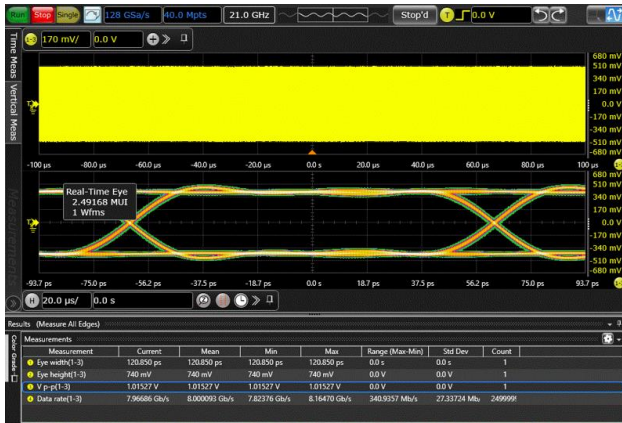 Run Stop Single 128 GSa/s 40.0 Mpts 21.0 GHz Stop'd T 0.0 V
Time Meas
Vertical Meas
Measurements
170 mV/ 0.0 V
680 mV
510 mV
340 mV
170 mV
0.0 V
-170 mV
-340 mV
-510 mV
-680 mV
-100 µs -80.0 µs -60.0 µs -40.0 µs -20.0 µs 0.0 s 20.0 µs 40.0 µs 60.0 µs 80.0 µs 100 µs
680 mV
510 mV
340 mV
170 mV
0.0 V
-170 mV
-340 mV
-510 mV
-680 mV
Real-Time Eye
2.49168 MUI
1 Wfms
-93.7 ps -75.0 ps -56.2 ps -37.5 ps -18.7 ps 0.0 s 18.7 ps 37.5 ps 56.2 ps 75.0 ps 93.7 ps
H 20.0 µs/ 0.0 s
Results (Measure All Edges)
Color Grade
Measurements
Measurement Current Mean Min Max Range (Max-Min) Std Dev Count
Eye width(1-3) 120.850 ps 120.850 ps 120.850 ps 120.850 ps 0.0 s 0.0 s 1
Eye height(1-3) 740 mV 740 mV 740 mV 740 mV 0.0 V 0.0 V 1
V p-p(1-3) 1.01527 V 1.01527 V 1.01527 V 1.01527 V 0.0 V 0.0 V 1
Data rate(1-3) 7.96686 Gb/s 8.000093 Gb/s 7.82376 Gb/s 8.16470 Gb/s 340.9357 Mb/s 27.33724 Mb/